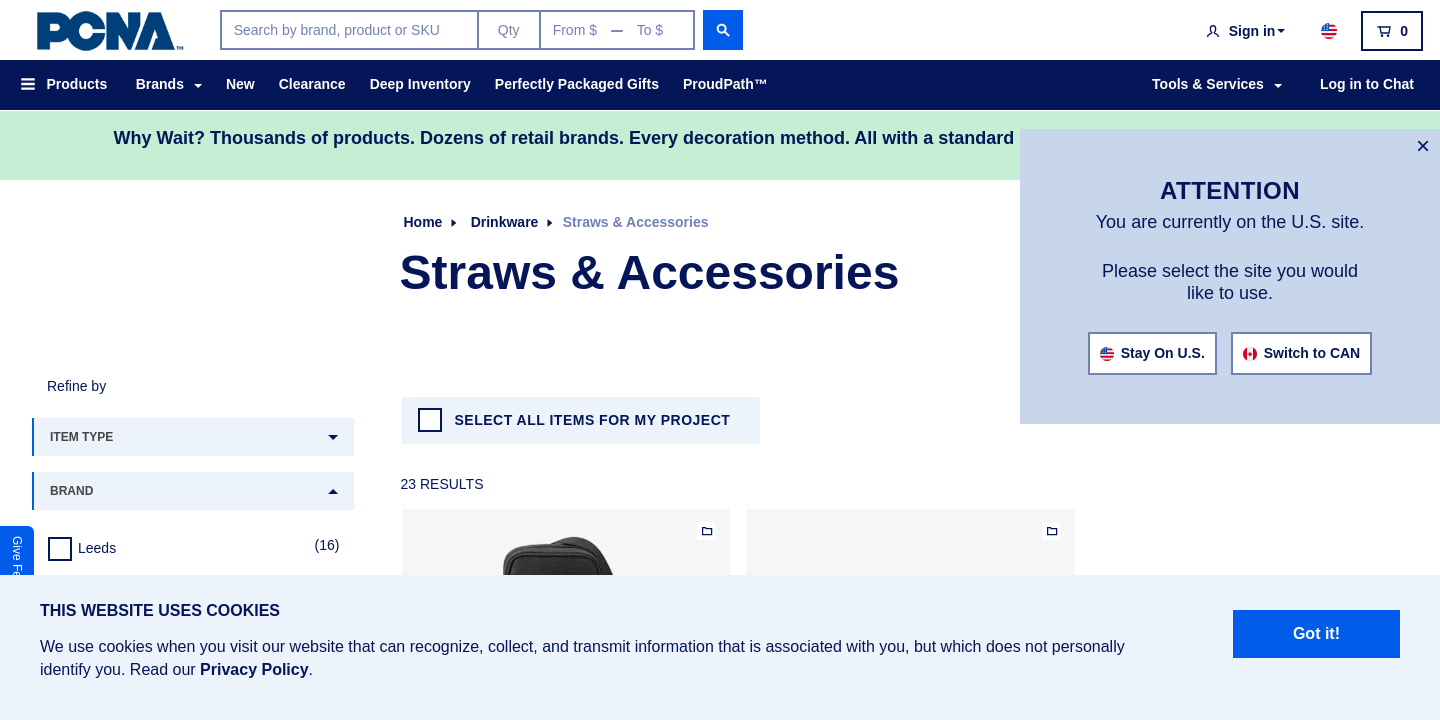 PCNA™
Search by brand, product or SKU
Qty
From $ — To $
Sign in
0
Products
Brands
New
Clearance
Deep Inventory
Perfectly Packaged Gifts
ProudPath™
Tools & Services
Log in to Chat
Why Wait? Thousands of products. Dozens of retail brands. Every decoration method. All with a standard
×
ATTENTION
You are currently on the U.S. site.
Please select the site you would
like to use.
Stay On U.S.
Switch to CAN
Home
Drinkware
Straws & Accessories
Straws & Accessories
Refine by
ITEM TYPE
BRAND
Leeds
(16)
SELECT ALL ITEMS FOR MY PROJECT
23 RESULTS
Give Fe
THIS WEBSITE USES COOKIES
We use cookies when you visit our website that can recognize, collect, and transmit information that is associated with you, but which does not personally
identify you. Read our Privacy Policy.
Got it!